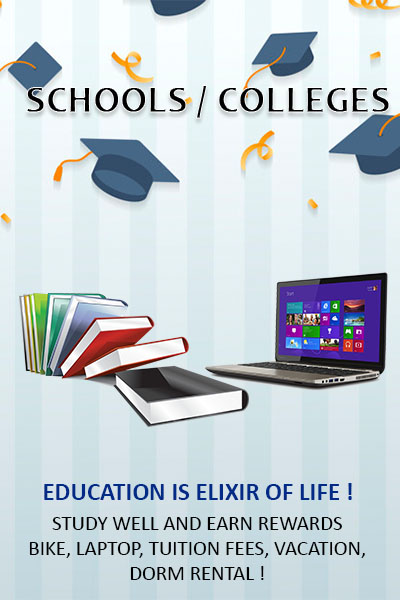 SCHOOLS / COLLEGES
EDUCATION IS ELIXIR OF LIFE !
STUDY WELL AND EARN REWARDS
BIKE, LAPTOP, TUITION FEES, VACATION,
DORM RENTAL !